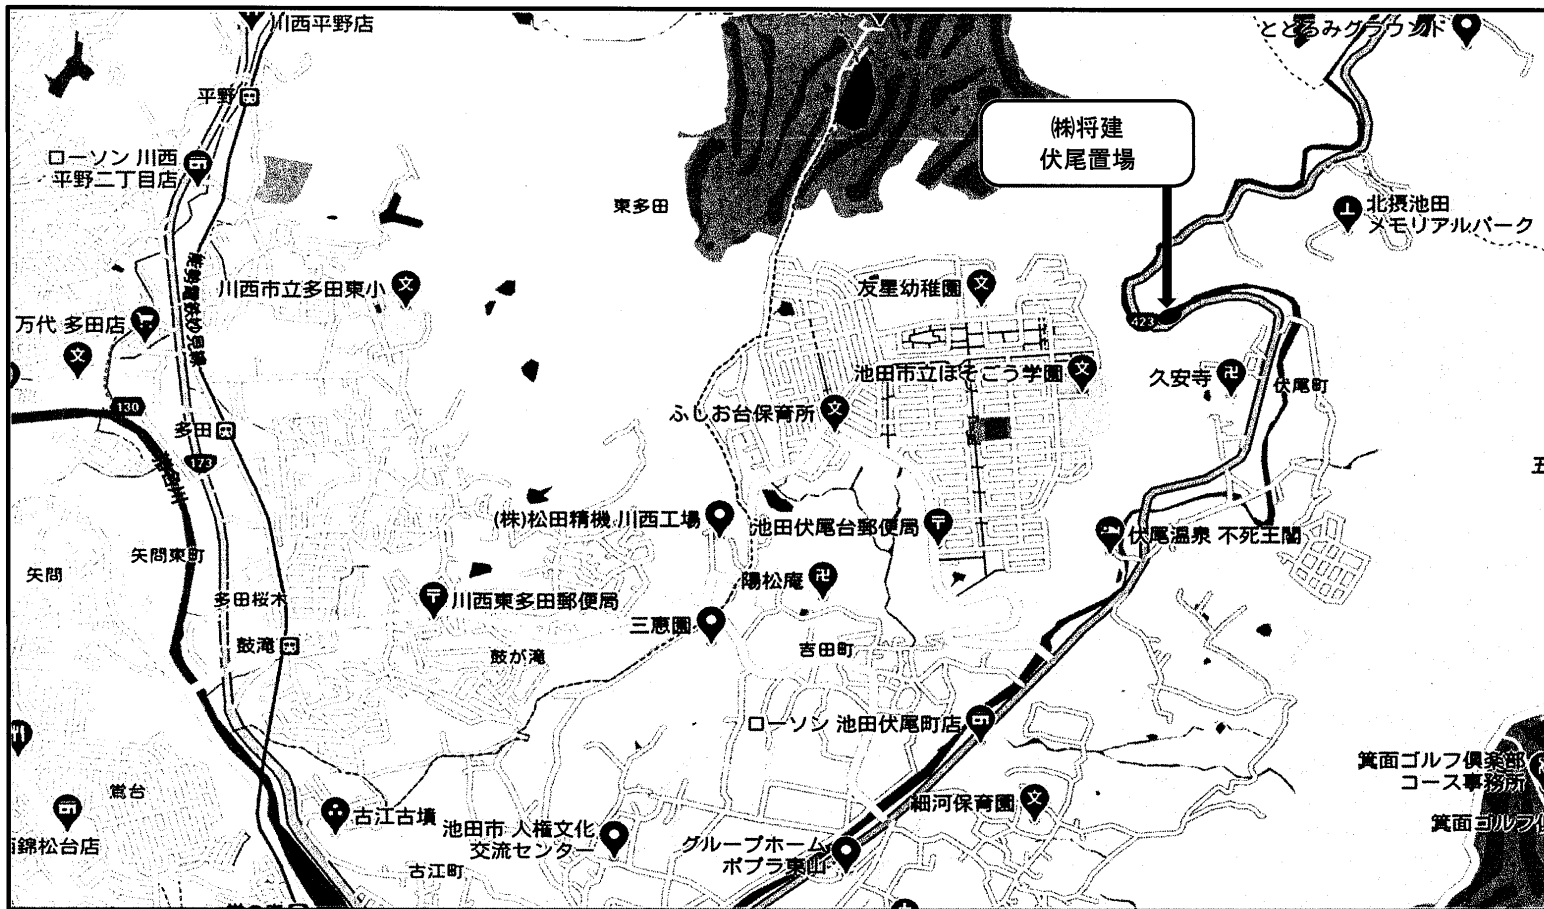 川西平野店
ととろみグラウンド
平野
㈱将建
伏尾置場
ローソン 川西
平野二丁目店
東多田
北摂池田
メモリアルパーク
川西市立多田東小
友星幼稚園
万代 多田店
423
池田市立ほそごう学園
久安寺
伏尾町
130
ふしお台保育所
多田
173
五
(株)松田精機 川西工場
池田伏尾台郵便局
伏尾温泉 不死王閣
矢問東町
矢問
陽松庵
多田桜木
川西東多田郵便局
三恵園
鼓滝
鼓が滝
吉田町
ローソン 池田伏尾町店
箕面ゴルフ倶楽部
コース事務所
鴬台
細河保育園
古江古墳
池田市 人権文化
交流センター
箕面ゴルフ
西錦松台店
グループホーム
ポプラ東山
古江町